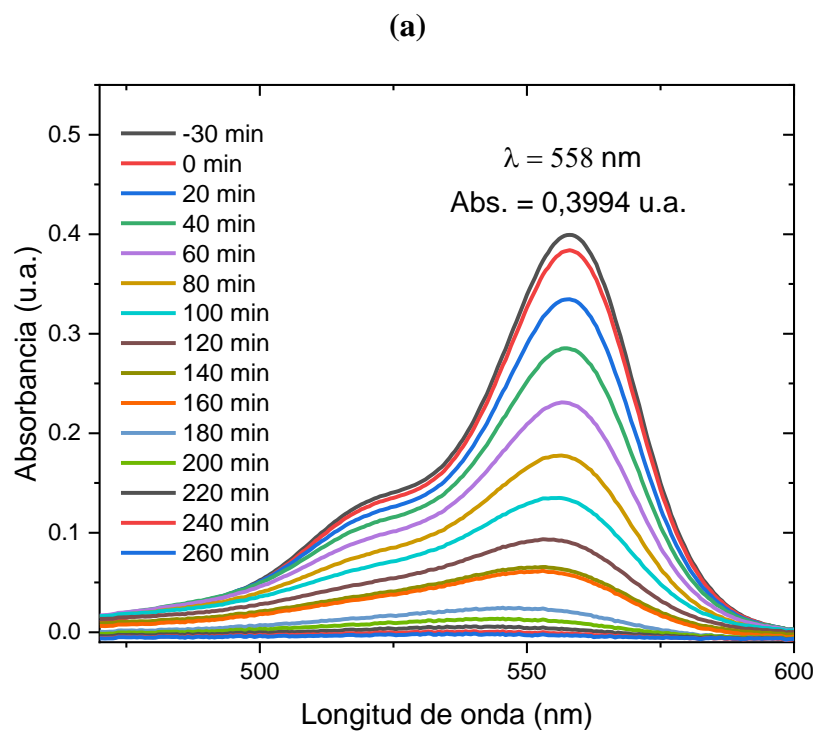 (a)
0.5
0.4
0.3
0.2
0.1
0.0
Absorbancia (u.a.)
-30 min
0 min
20 min
40 min
60 min
80 min
100 min
120 min
140 min
160 min
180 min
200 min
220 min
240 min
260 min
λ = 558 nm
Abs. = 0,3994 u.a.
500
550
600
Longitud de onda (nm)